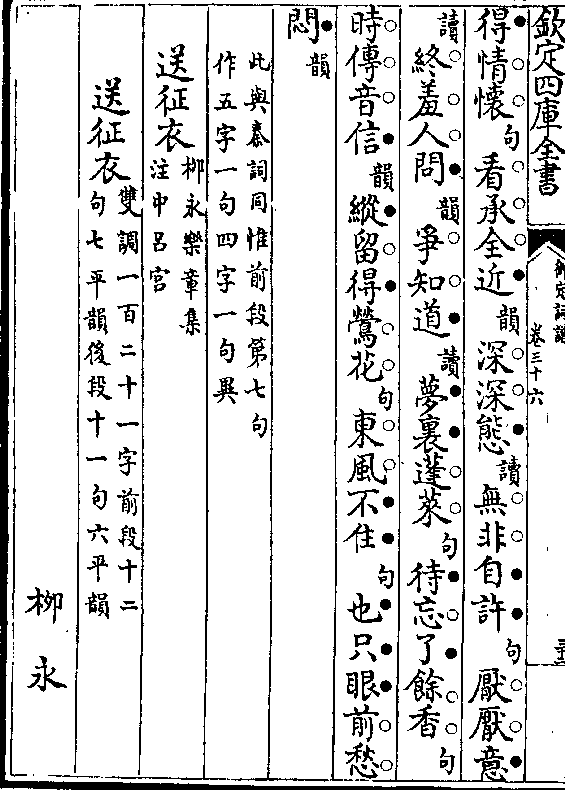 欽定四庫全書
御定詞譜
卷三十六
得情懷句看承全近韻深深態讀無非自許句厭厭意
讀終羞人問韻爭知道讀夢裏蓬萊句待忘了餘香句
時傳音信韻縱留得鶯花句東風不住句也只眼前愁
悶韻
此與秦詞同惟前段第七句
作五字一句四字一句異
送征衣柳永樂章集
注中呂宮
送征衣雙調一百二十一字前段十二
句七平韻後段十一句六平韻
柳永